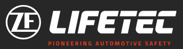 ZF LIFETEC
PIONEERING AUTOMOTIVE SAFETY